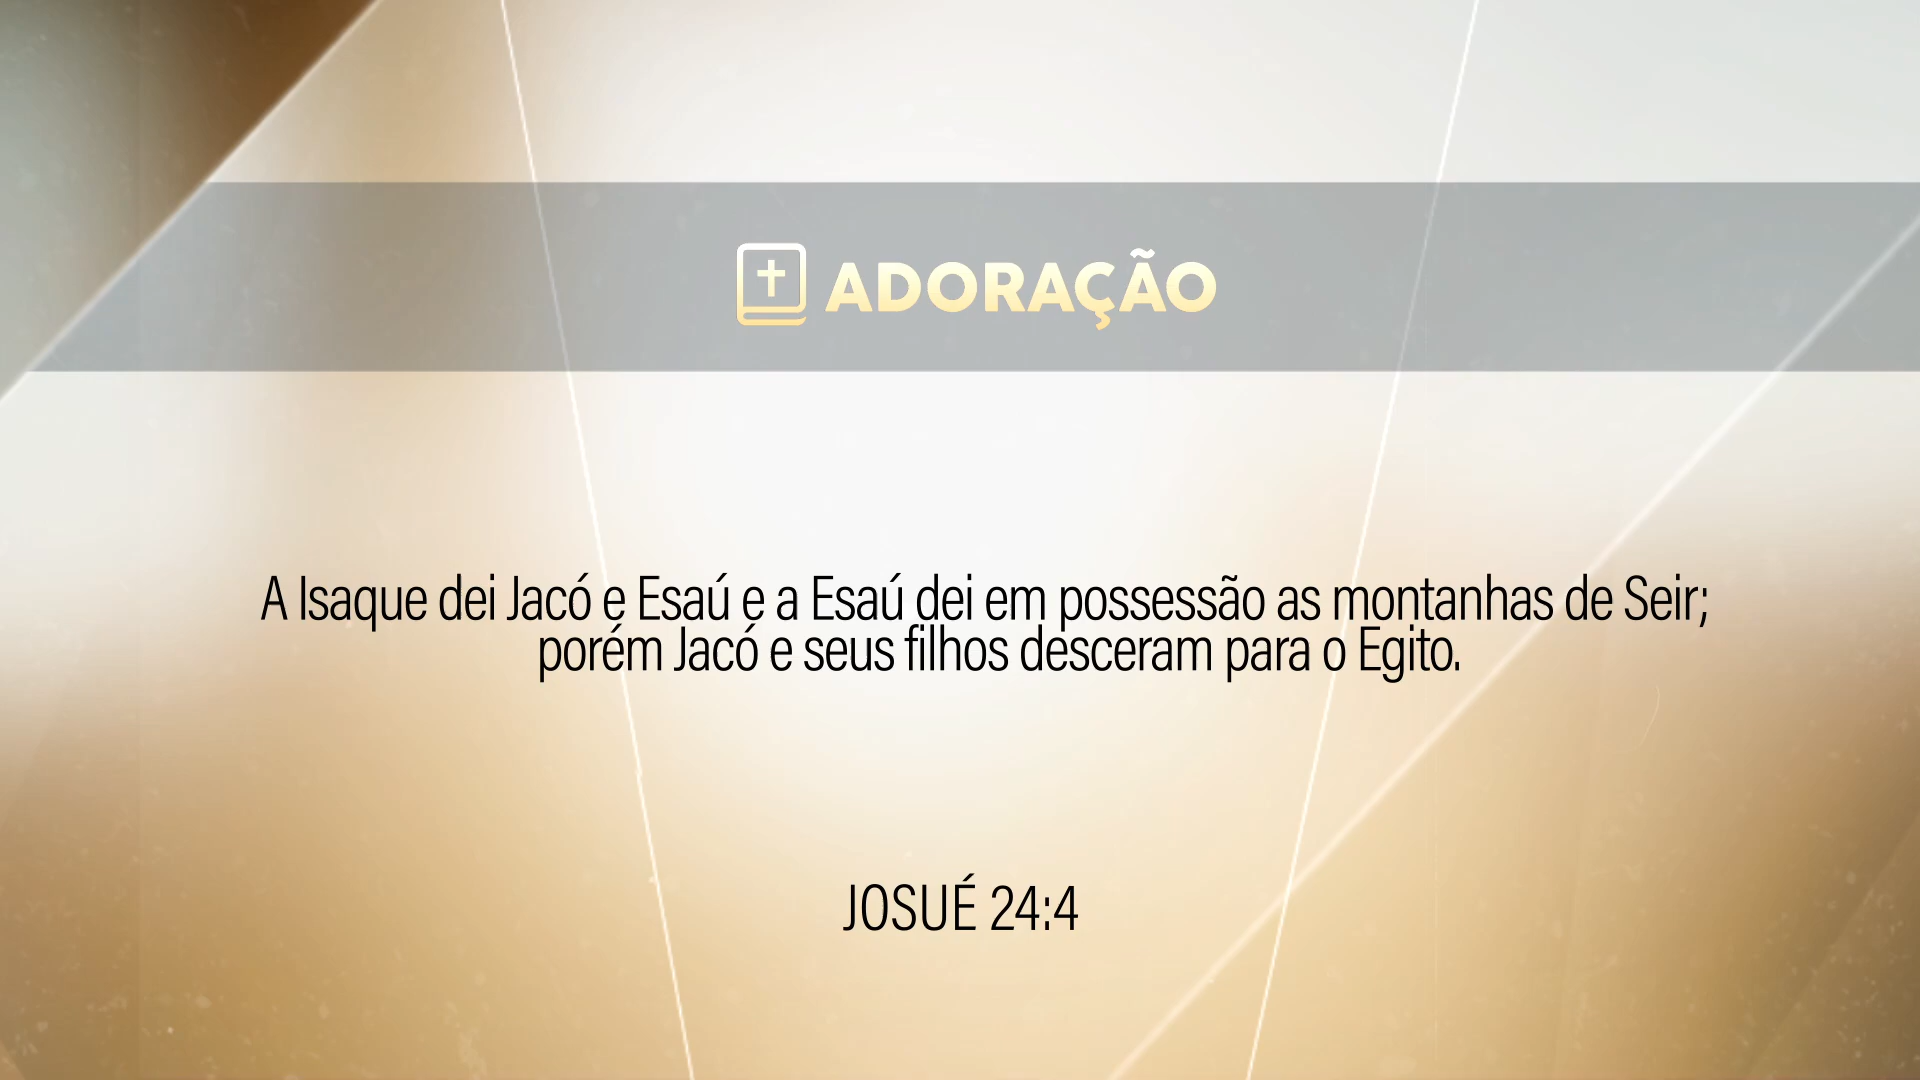 ADORAÇÃO
A Isaque dei Jacó e Esaú e a Esaú dei em possessão as montanhas de Seir;
porém Jacó e seus filhos desceram para o Egito.
JOSUÉ 24:4